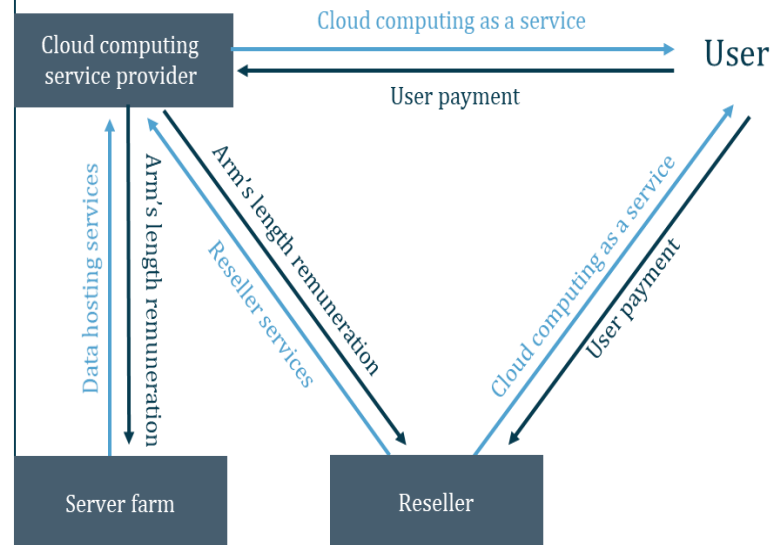 Cloud computing as a service
Cloud computing
service provider
User
User payment
Data hosting services
Arm's length remuneration
Arm's length remuneration
Reseller services
Cloud computing as a service
User payment
Server farm
Reseller